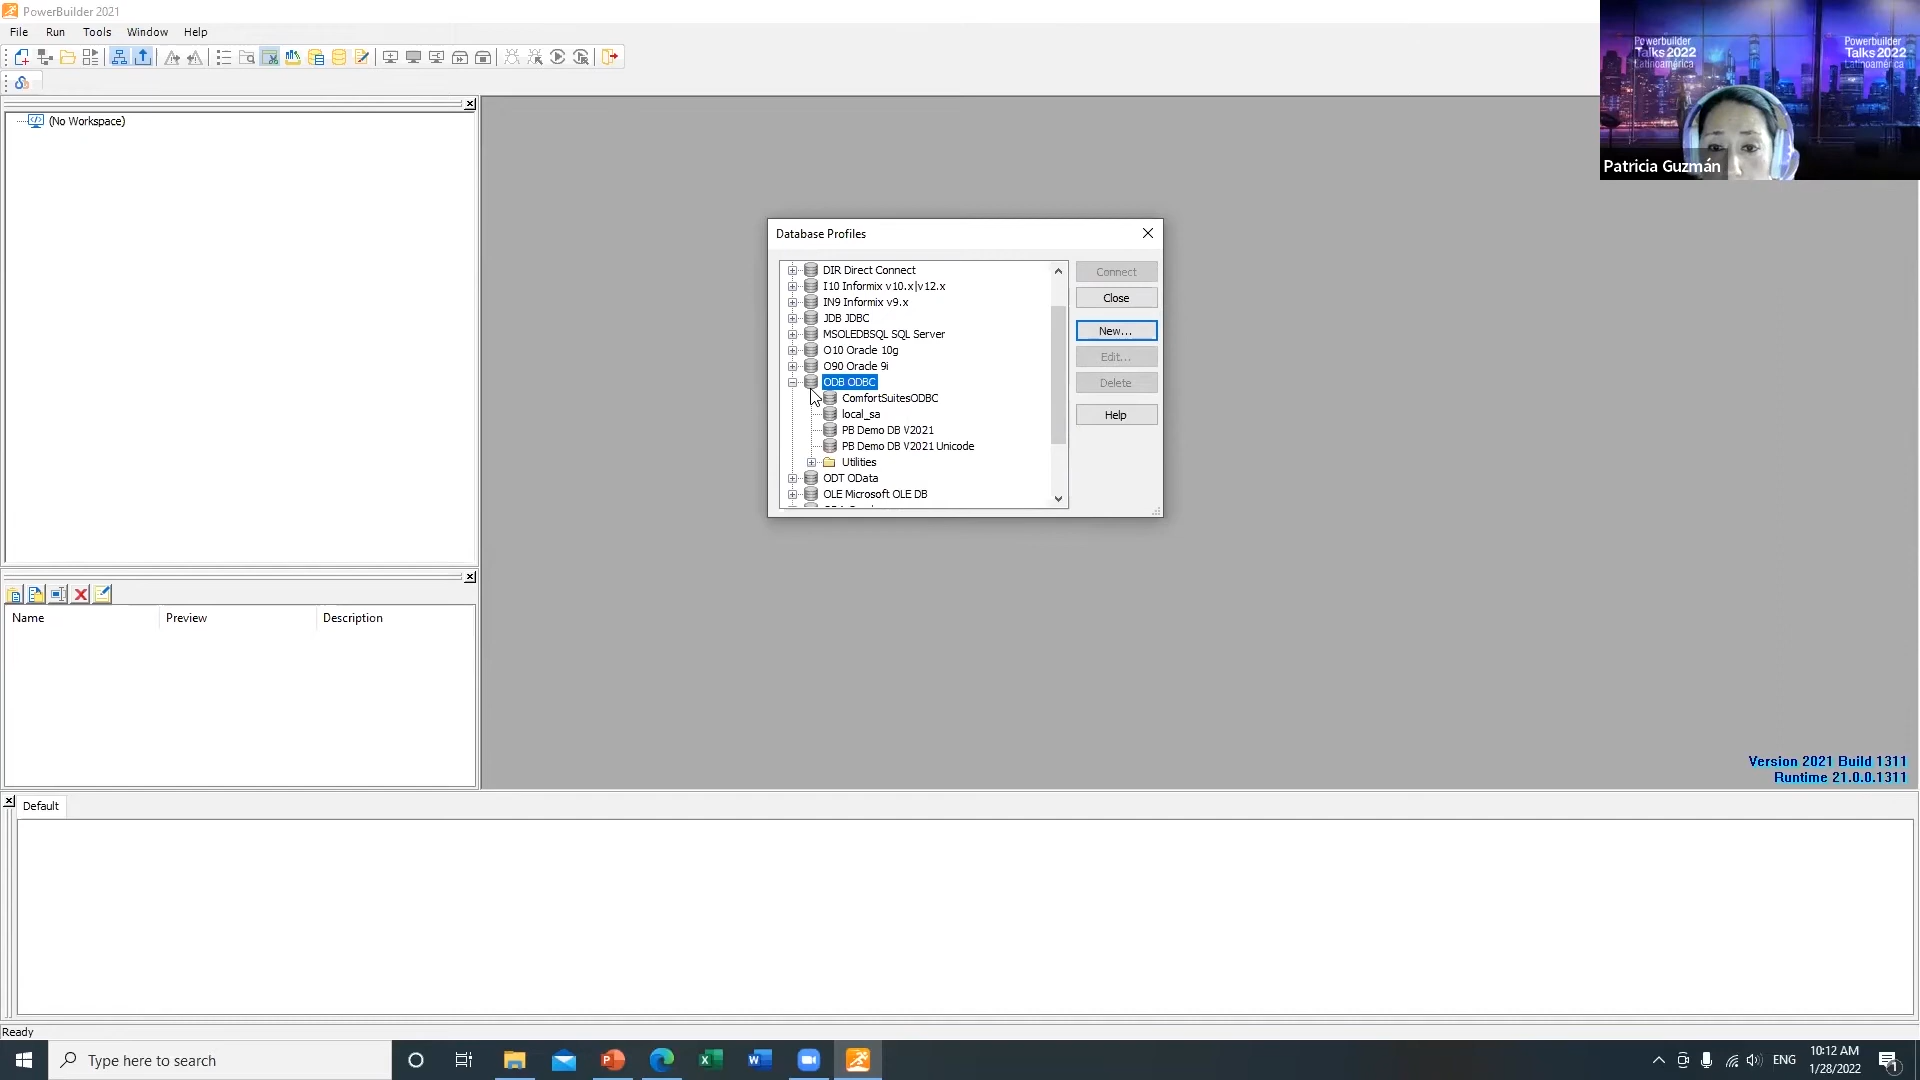 PowerBuilder 2021
File Run Tools Window Help
(No Workspace)
Powerbuilder
Talks 2022
Latinoamérica
Powerbuilder
Talks 2022
Latinoamérica
Patricia Guzmán
Database Profiles
DIR Direct Connect
I10 Informix v10.x|v12.x
IN9 Informix v9.x
JDB JDBC
MSOLEDBSQL SQL Server
O10 Oracle 10g
O90 Oracle 9i
ODB ODBC
ComfortSuitesODBC
local_sa
PB Demo DB V2021
PB Demo DB V2021 Unicode
Utilities
ODT OData
OLE Microsoft OLE DB
Connect
Close
New...
Edit...
Delete
Help
Name Preview Description
Version 2021 Build 1311
Runtime 21.0.0.1311
Default
Ready
Type here to search
ENG
10:12 AM
1/28/2022
1